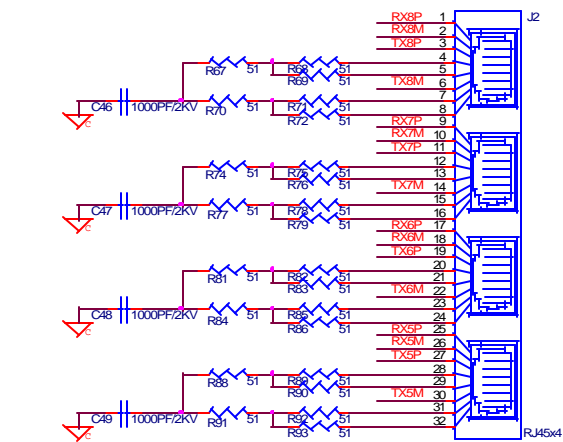 RX8P 1 J2
RX8M 2
TX8P 3
4
R67 51 R68 51 5
R69 51
TX8M 6
7
C46 1000PF/2KV R70 51 R71 51 8
C R72 51
RX7P 9
RX7M 10
TX7P 11
12
R74 51 R75 51 13
R76 51
TX7M 14
15
C47 1000PF/2KV R77 51 R78 51 16
C R79 51
RX6P 17
RX6M 18
TX6P 19
20
R81 51 R82 51 21
R83 51
TX6M 22
23
C48 1000PF/2KV R84 51 R85 51 24
C R86 51
RX5P 25
RX5M 26
TX5P 27
28
R88 51 R89 51 29
R90 51
TX5M 30
31
C49 1000PF/2KV R91 51 R92 51 32
C R93 51 RJ45x4